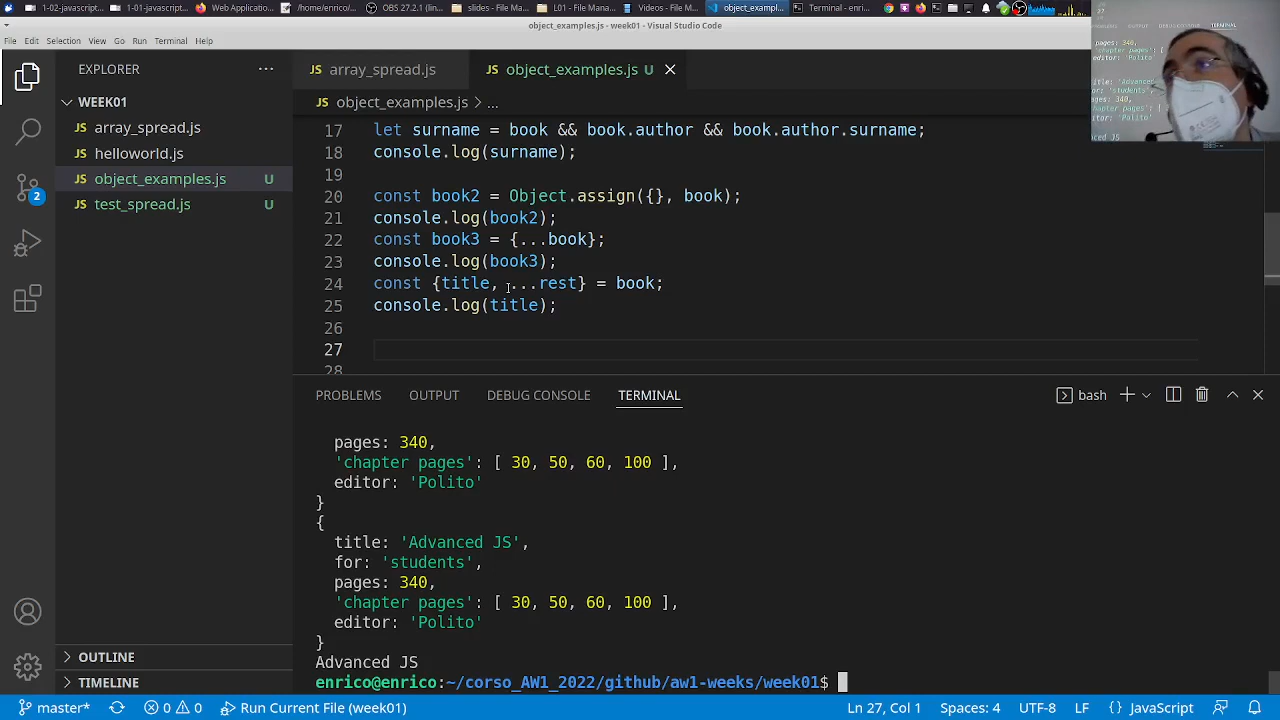 1-02-javascript....
1-01-javascript....
Web Applicatio...
/home/enrico/...
OBS 27.2.1 (lin...
slides - File M...
L01 - File Mana...
Videos - File M...
object_exampl...
Terminal - enri...
object_examples.js - week01 - Visual Studio Code
File Edit Selection View Go Run Terminal Help
EXPLORER
array_spread.js
object_examples.js U
WEEK01
object_examples.js > ...
array_spread.js
helloworld.js
object_examples.js U
test_spread.js U
2
17 let surname = book && book.author && book.author.surname;
18 console.log(surname);
19
20 const book2 = Object.assign({}, book);
21 console.log(book2);
22 const book3 = {...book};
23 console.log(book3);
24 const {title, ...rest} = book;
25 console.log(title);
26
27
28
PROBLEMS OUTPUT DEBUG CONSOLE TERMINAL
bash
pages: 340,
'chapter pages': [ 30, 50, 60, 100 ],
editor: 'Polito'
}
{
title: 'Advanced JS',
for: 'students',
pages: 340,
'chapter pages': [ 30, 50, 60, 100 ],
editor: 'Polito'
}
Advanced JS
enrico@enrico:~/corso_AW1_2022/github/aw1-weeks/week01$
OUTLINE
TIMELINE
master* 0 0 Run Current File (week01) Ln 27, Col 1 Spaces: 4 UTF-8 LF {} JavaScript